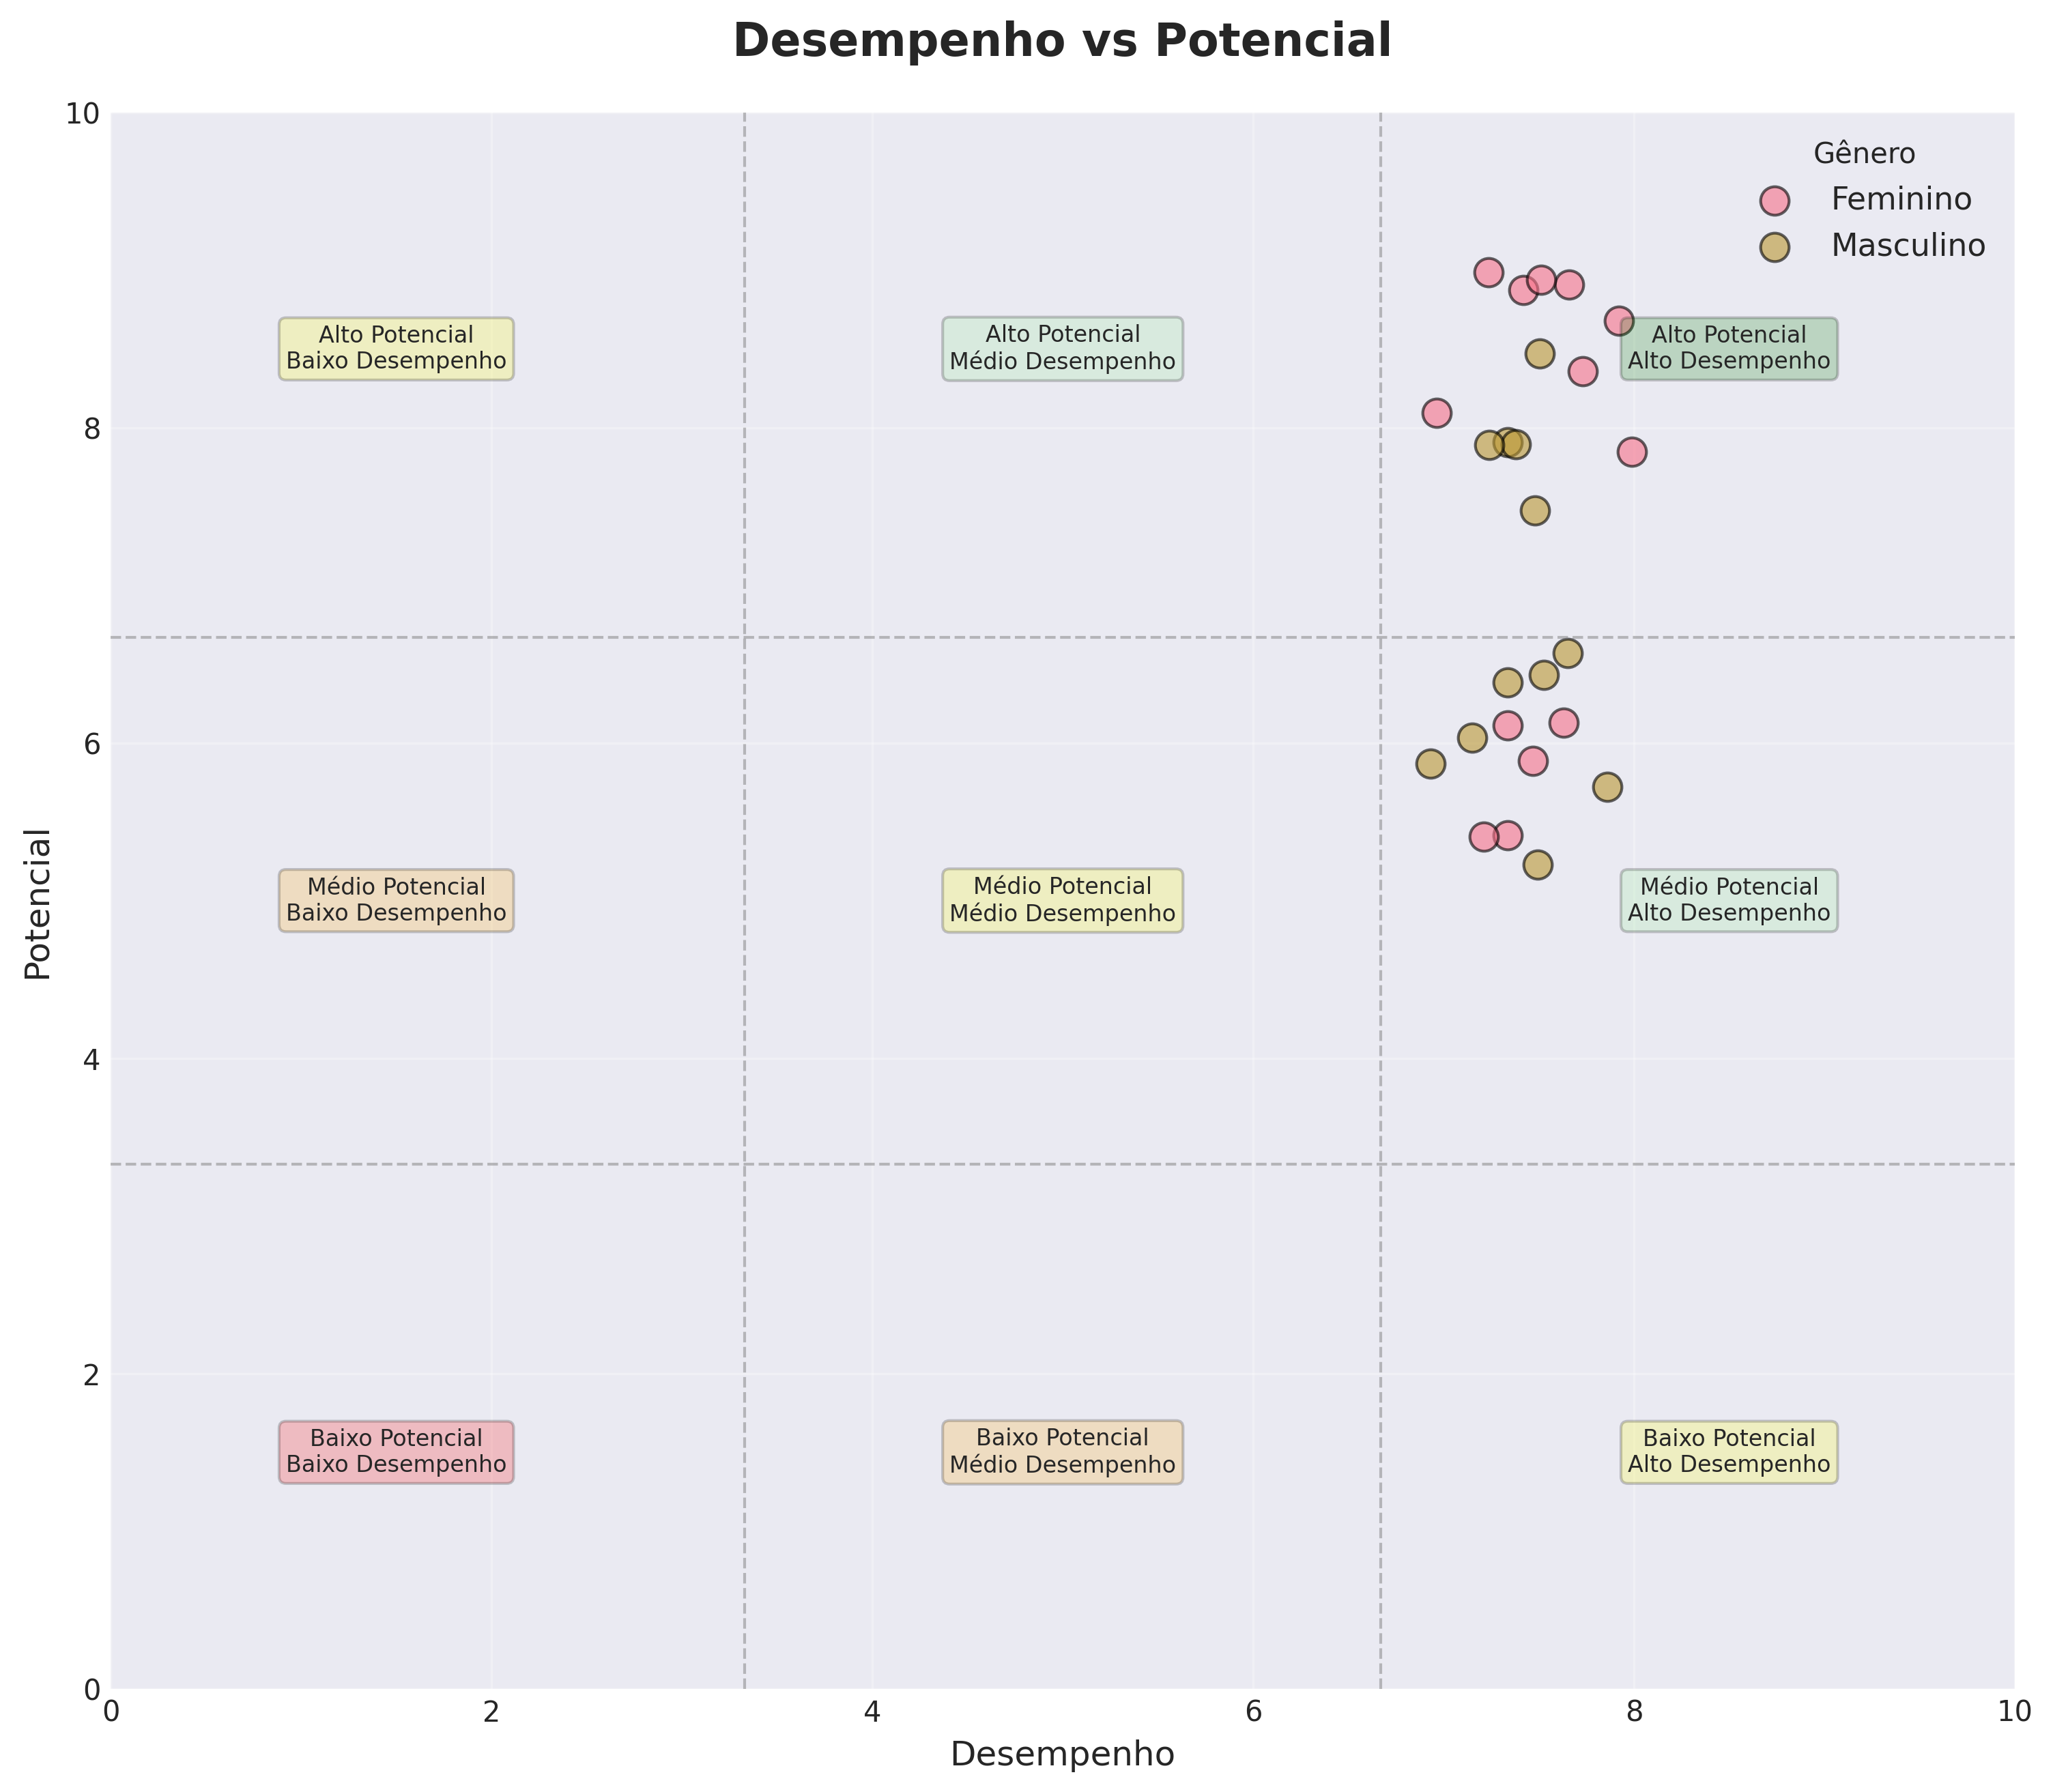 Desempenho vs Potencial
10
8
6
4
2
0
Potencial
Gênero
Feminino
Masculino
Alto Potencial
Baixo Desempenho
Alto Potencial
Médio Desempenho
Alto Potencial
Alto Desempenho
Médio Potencial
Baixo Desempenho
Médio Potencial
Médio Desempenho
Médio Potencial
Alto Desempenho
Baixo Potencial
Baixo Desempenho
Baixo Potencial
Médio Desempenho
Baixo Potencial
Alto Desempenho
0 2 4 6 8 10
Desempenho